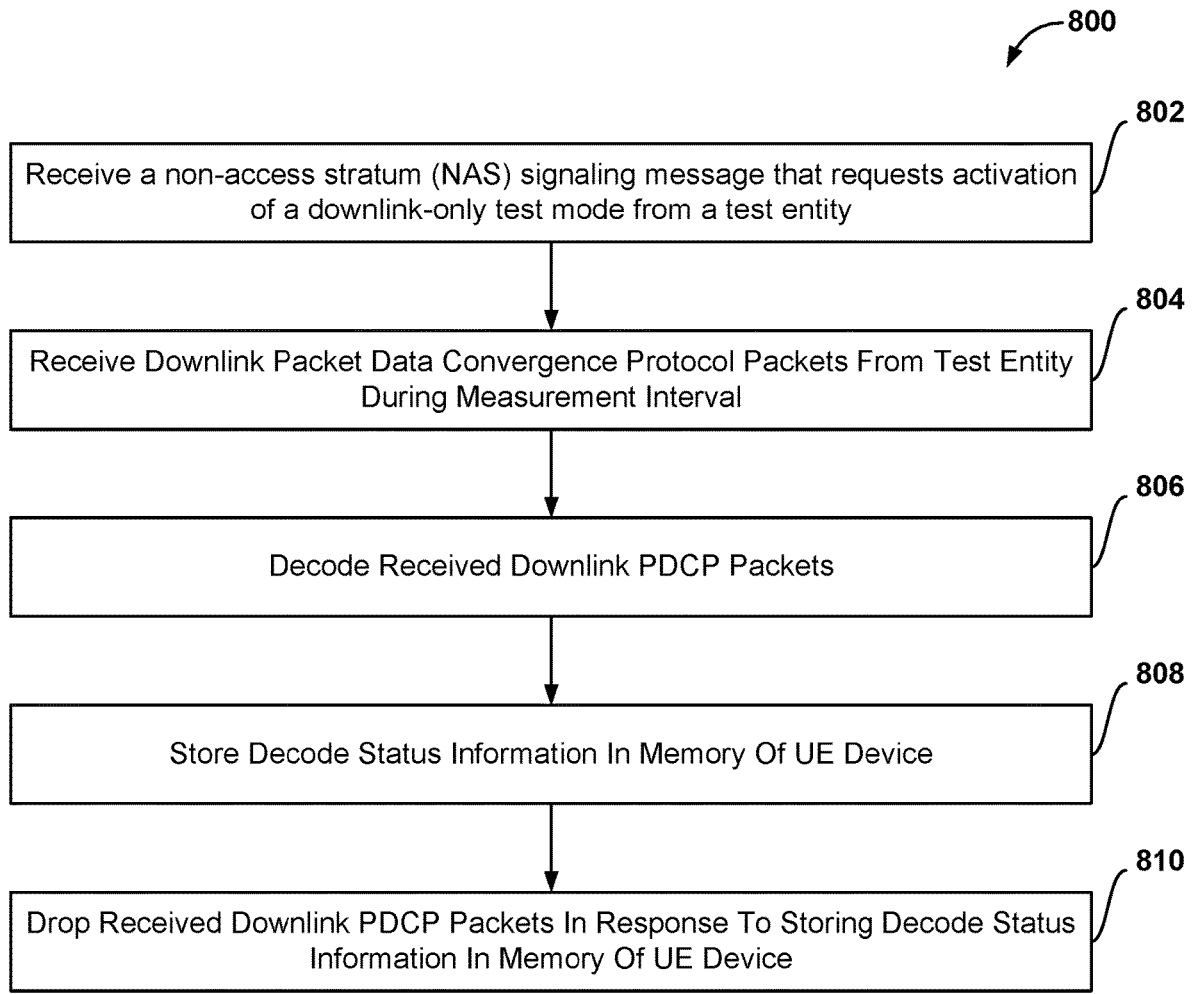 800
802
Receive a non-access stratum (NAS) signaling message that requests activation
of a downlink-only test mode from a test entity
804
Receive Downlink Packet Data Convergence Protocol Packets From Test Entity
During Measurement Interval
806
Decode Received Downlink PDCP Packets
808
Store Decode Status Information In Memory Of UE Device
810
Drop Received Downlink PDCP Packets In Response To Storing Decode Status
Information In Memory Of UE Device